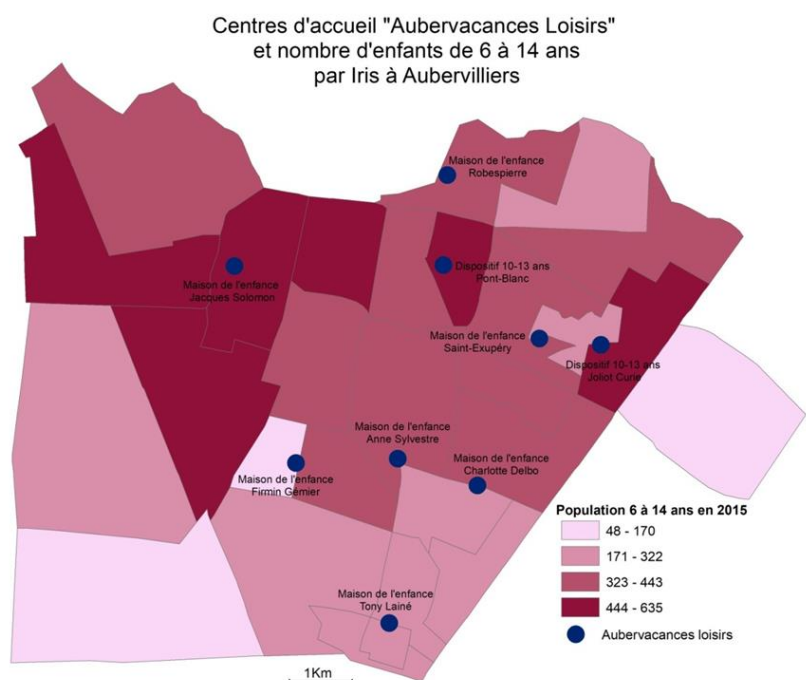 Centres d'accueil "Aubervacances Loisirs"
et nombre d'enfants de 6 à 14 ans
par Iris à Aubervilliers
Maison de l'enfance
Robespierre
Dispositif 10-13 ans
Pont-Blanc
Maison de l'enfance
Jacques Solomon
Maison de l'enfance
Saint-Exupéry
Dispositif 10-13 ans
Joliot Curie
Maison de l'enfance
Anne Sylvestre
Maison de l'enfance
Charlotte Delbo
Maison de l'enfance
Firmin Gémier
Maison de l'enfance
Tony Lainé
Population 6 à 14 ans en 2015
48 - 170
171 - 322
323 - 443
444 - 635
Aubervacances loisirs
1Km